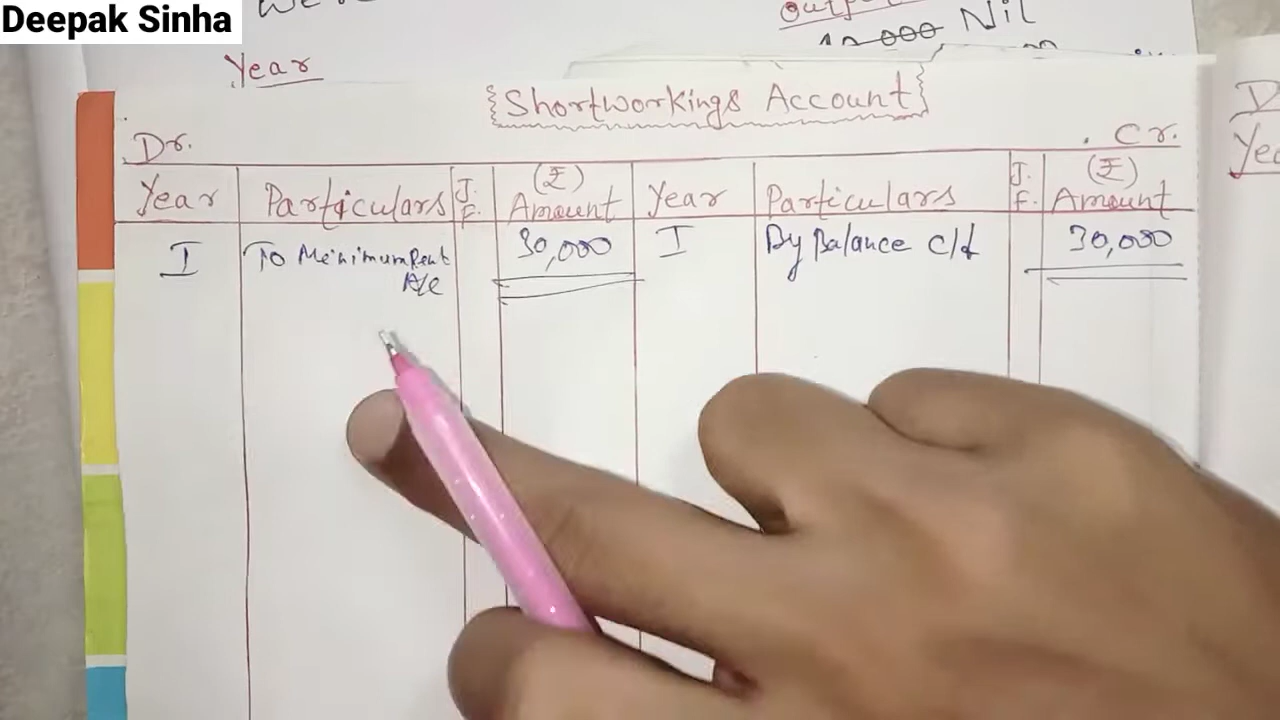 Deepak Sinha
Nil
Year
Shortworkings Account
Dr. Cr.
Year Particulars J.F. (₹) Amount Year Particulars J.F. (₹) Amount
I To Minimum Rent A/c 30,000 I By Balance c/d 30,000